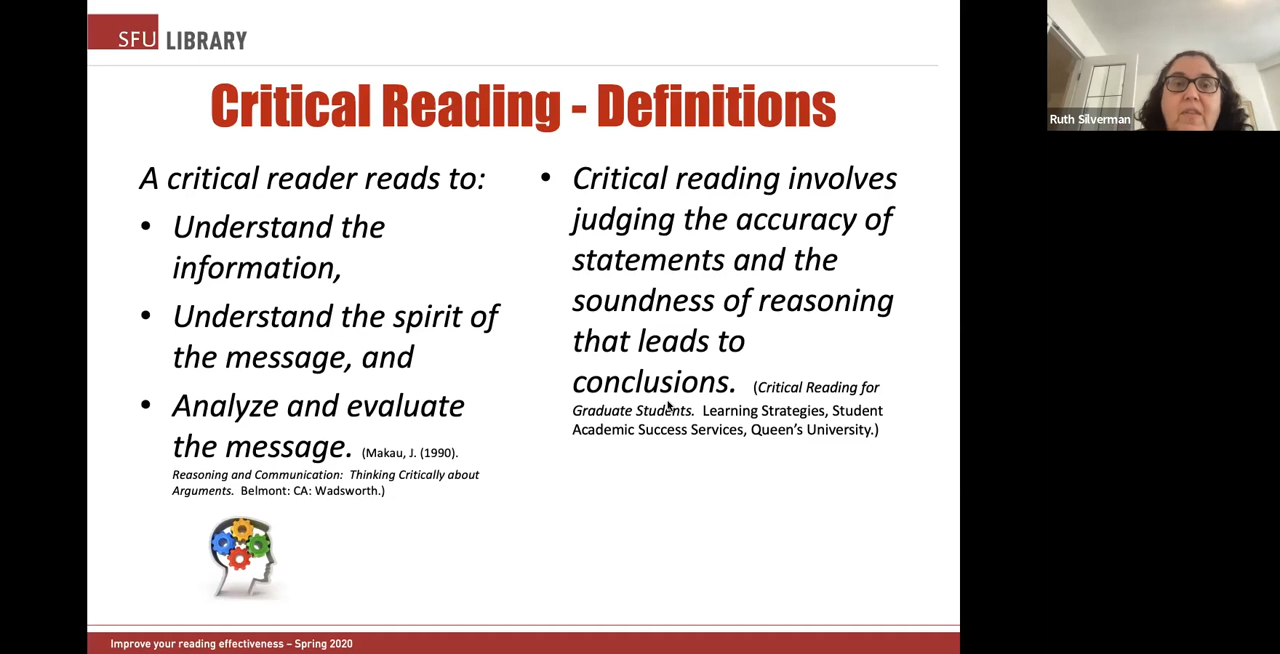 SFU LIBRARY
Critical Reading - Definitions
A critical reader reads to:
• Understand the
information,
• Understand the spirit of
the message, and
• Analyze and evaluate
the message. (Makau, J. (1990).
Reasoning and Communication: Thinking Critically about
Arguments. Belmont: CA: Wadsworth.)
• Critical reading involves
judging the accuracy of
statements and the
soundness of reasoning
that leads to
conclusions. (Critical Reading for
Graduate Students. Learning Strategies, Student
Academic Success Services, Queen's University.)
Improve your reading effectiveness – Spring 2020
Ruth Silverman